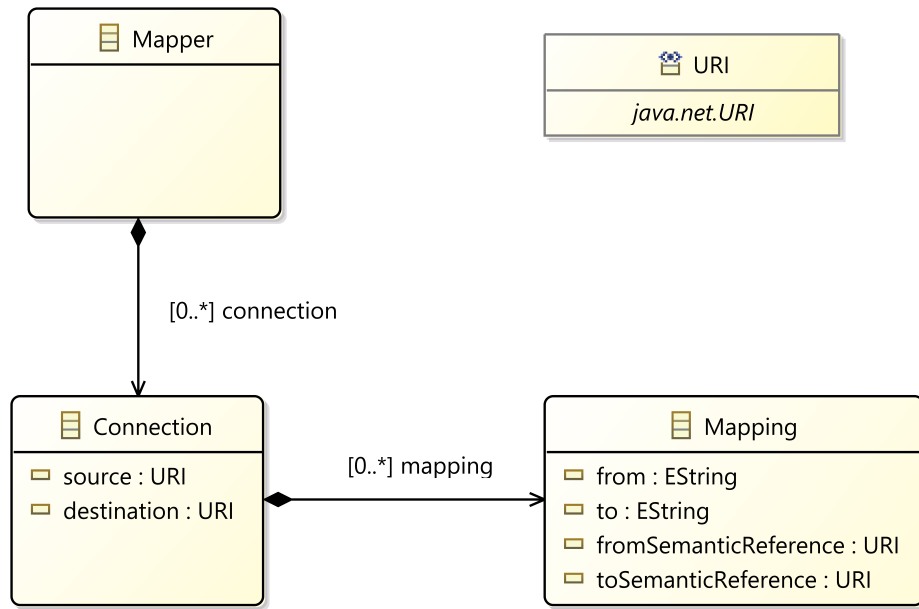 Mapper
URI
java.net.URI
[0..*] connection
Connection
source : URI
destination : URI
[0..*] mapping
Mapping
from : EString
to : EString
fromSemanticReference : URI
toSemanticReference : URI